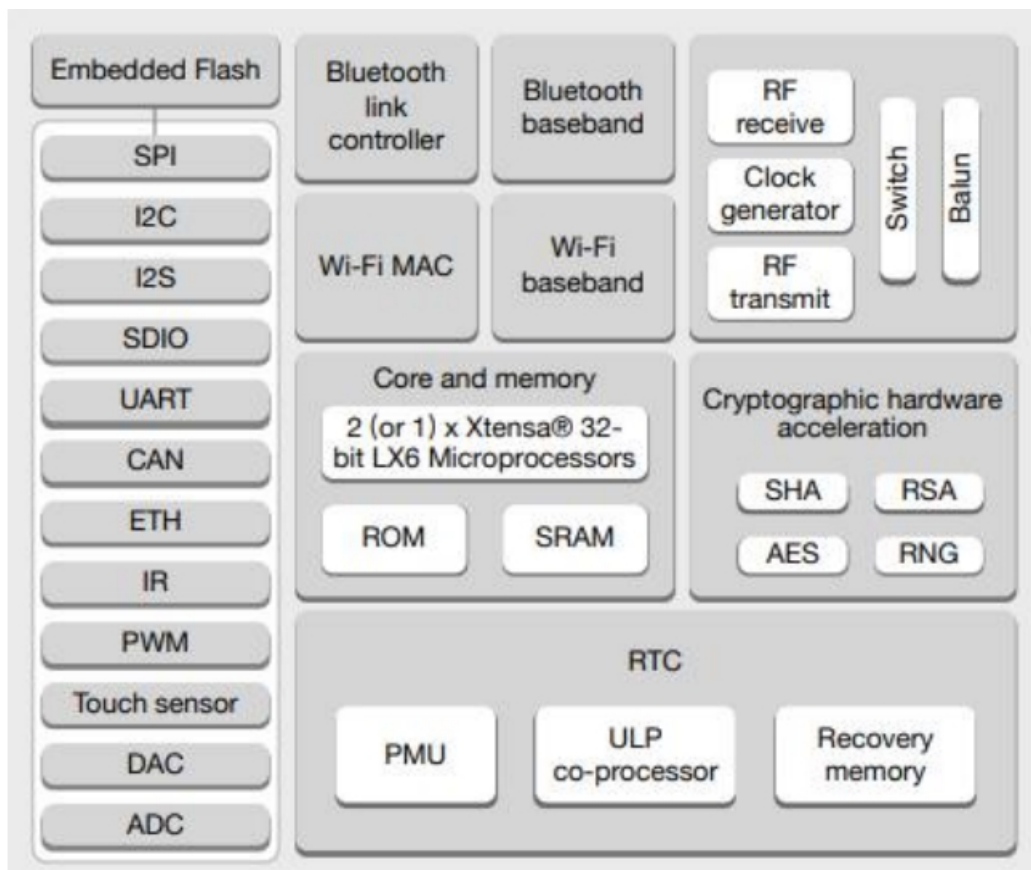 Embedded Flash
SPI
I2C
I2S
SDIO
UART
CAN
ETH
IR
PWM
Touch sensor
DAC
ADC
Bluetooth
link
controller
Bluetooth
baseband
Wi-Fi MAC
Wi-Fi
baseband
RF
receive
Clock
generator
RF
transmit
Switch
Balun
Core and memory
2 (or 1) x Xtensa® 32-
bit LX6 Microprocessors
ROM
SRAM
Cryptographic hardware
acceleration
SHA
RSA
AES
RNG
RTC
PMU
ULP
co-processor
Recovery
memory